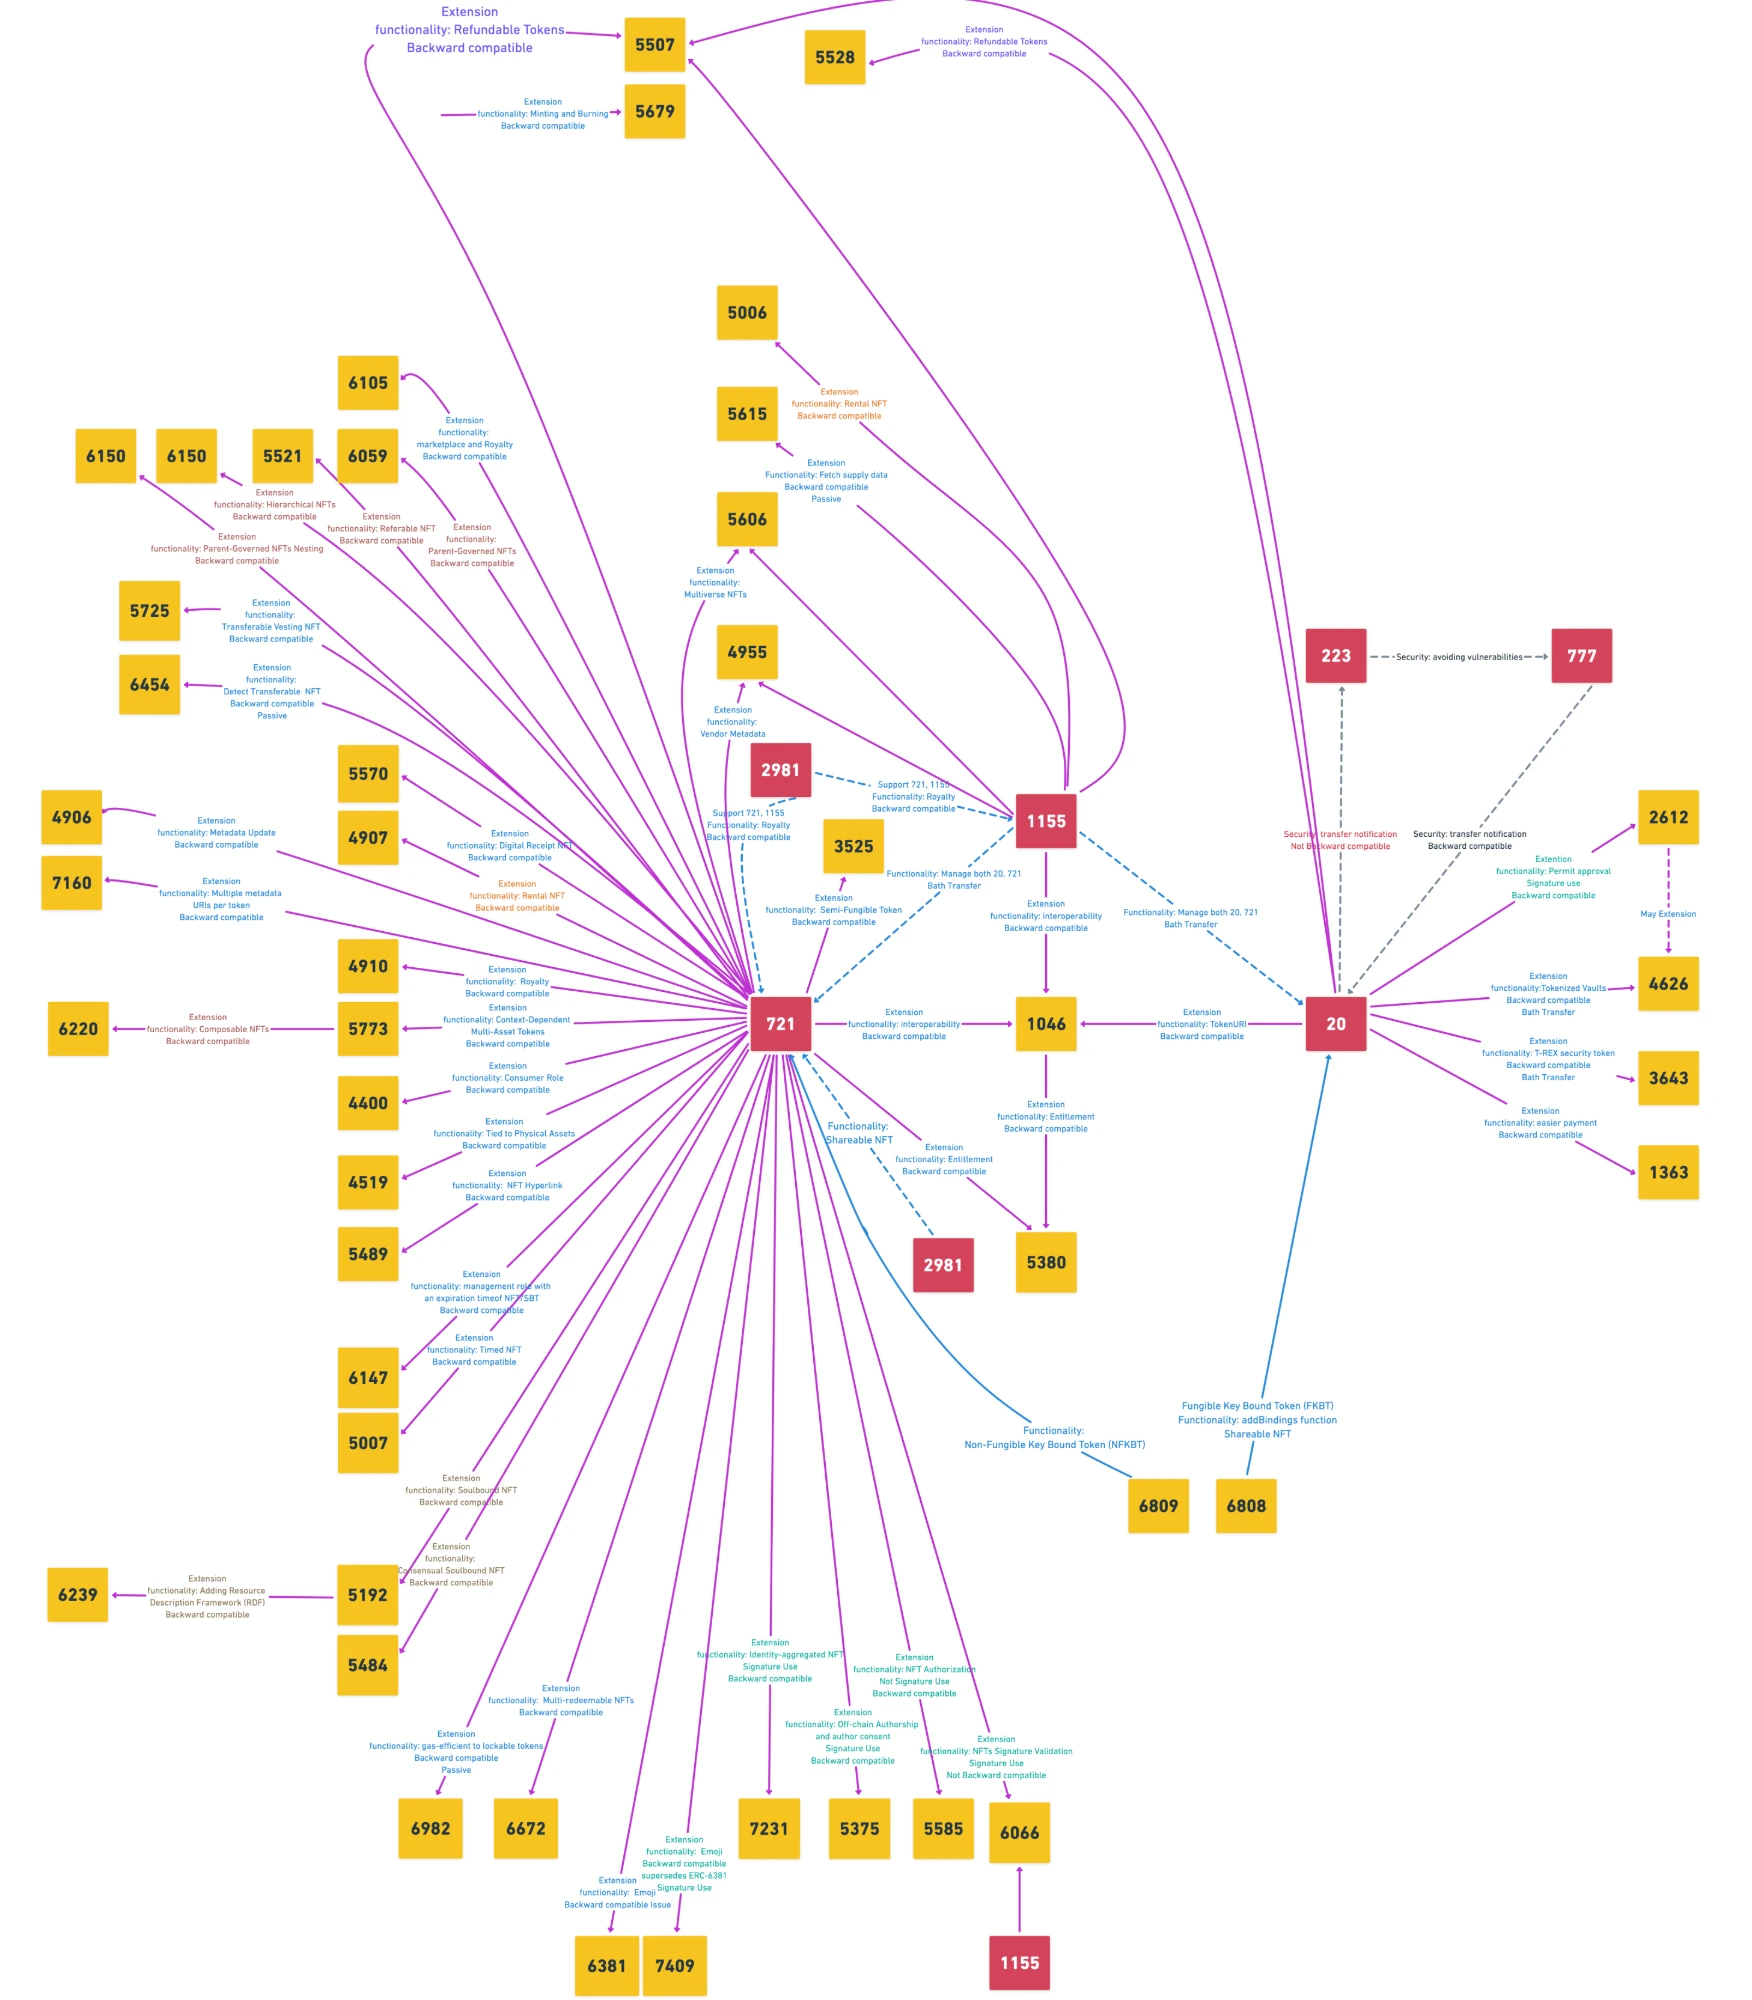 Extension
functionality: Refundable Tokens
Backward compatible
5507
5528
Extension
functionality: Refundable Tokens
Backward compatible
Extension
functionality: Minting and Burning
Backward compatible
5679
5006
Extension
functionality: Rental NFT
Backward compatible
6105
5615
Extension
functionality:
marketplace and Royalty
Backward compatible
6150
6150
5521
6059
Extension
Functionality: Fetch supply data
Backward compatible
Passive
Extension
functionality: Hierarchical NFTs
Backward compatible
Extension
functionality: Referable NFT
Backward compatible
Extension
functionality:
Parent-Governed NFTs
Backward compatible
5606
Extension
functionality: Parent-Governed NFTs Nesting
Backward compatible
Extension
functionality:
Multiverse NFTs
5725
Extension
functionality:
Transferable Vesting NFT
Backward compatible
4955
223
Security: avoiding vulnerabilities
777
6454
Extension
functionality:
Detect Transferable  NFT
Backward compatible
Passive
Extension
functionality:
Vendor Metadata
5570
2981
Support 721, 1155
Functionality: Royalty
Backward compatible
4906
Extension
functionality: Metadata Update
Backward compatible
4907
Extension
functionality: Digital Receipt NFT
Backward compatible
Support 721, 1155
Functionality: Royalty
Backward compatible
3525
1155
2612
Security: transfer notification
Not Backward compatible
Security: transfer notification
Backward compatible
Extention
functionality: Permit approval
Signature use
Backward compatible
7160
Extension
functionality: Multiple metadata
URIs per token
Backward compatible
Extension
functionality: Rental NFT
Backward compatible
Functionality: Manage both 20, 721
Bath Transfer
Extension
functionality:  Semi-Fungible Token
Backward compatible
Extension
functionality: interoperability
Backward compatible
Functionality: Manage both 20, 721
Bath Transfer
May Extension
4910
Extension
functionality:  Royalty
Backward compatible
Extension
functionality:Tokenized Vaults
Backward compatible
Bath Transfer
4626
6220
Extension
functionality: Composable NFTs
Backward compatible
5773
Extension
functionality: Context-Dependent
Multi-Asset Tokens
Backward compatible
721
Extension
functionality: interoperability
Backward compatible
1046
Extension
functionality: TokenURI
Backward compatible
20
Extension
functionality: T-REX security token
Backward compatible
Bath Transfer
3643
4400
Extension
functionality: Consumer Role
Backward compatible
Extension
functionality: Entitlement
Backward compatible
Extension
functionality: easier payment
Backward compatible
Extension
functionality: Tied to Physical Assets
Backward compatible
Functionality:
Shareable NFT
Extension
functionality: Entitlement
Backward compatible
1363
4519
Extension
functionality:  NFT Hyperlink
Backward compatible
5489
2981
5380
Extension
functionality: management role with
an expiration timeof NFT/SBT
Backward compatible
6147
Extension
functionality: Timed NFT
Backward compatible
5007
Functionality:
Non-Fungible Key Bound Token (NFKBT)
Fungible Key Bound Token (FKBT)
Functionality: addBindings function
Shareable NFT
Extension
functionality: Soulbound NFT
Backward compatible
6809
6808
Extension
functionality:
Consensual Soulbound NFT
Backward compatible
6239
Extension
functionality: Adding Resource
Description Framework (RDF)
Backward compatible
5192
5484
Extension
functionality: Identity-aggregated NFT
Signature Use
Backward compatible
Extension
functionality: NFT Authorization
Not Signature Use
Backward compatible
Extension
functionality:  Multi-redeemable NFTs
Backward compatible
Extension
functionality: Off-chain Authorship
and author consent
Signature Use
Backward compatible
Extension
functionality: gas-efficient to lockable tokens
Backward compatible
Passive
Extension
functionality: NFTs Signature Validation
Signature Use
Not Backward compatible
6982
6672
7231
5375
5585
6066
Extension
functionality:  Emoji
Backward compatible
supersedes ERC-6381
Signature Use
Extension
functionality:  Emoji
Backward compatible Issue
6381
7409
1155